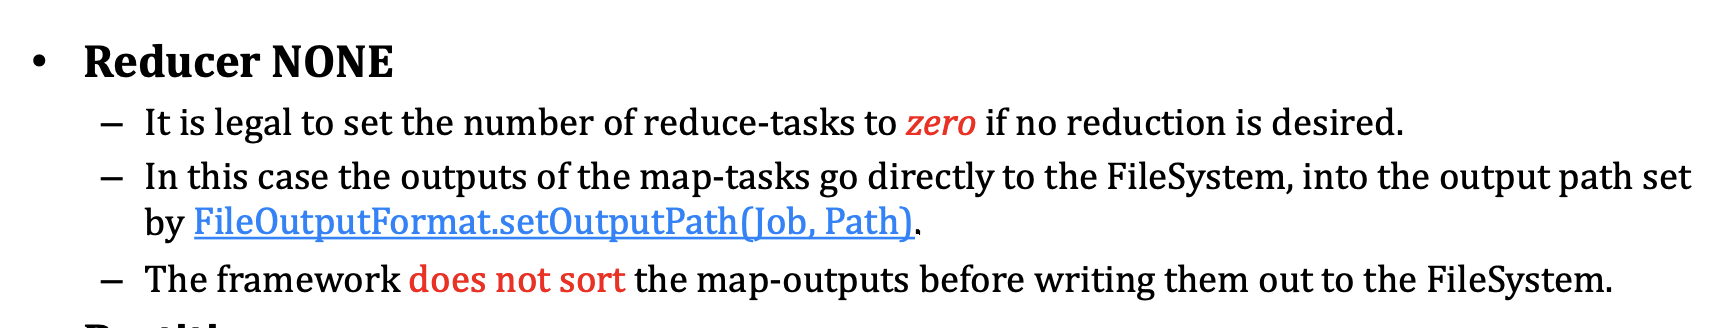 • Reducer NONE
– It is legal to set the number of reduce-tasks to zero if no reduction is desired.
– In this case the outputs of the map-tasks go directly to the FileSystem, into the output path set
by FileOutputFormat.setOutputPath(Job, Path).
– The framework does not sort the map-outputs before writing them out to the FileSystem.